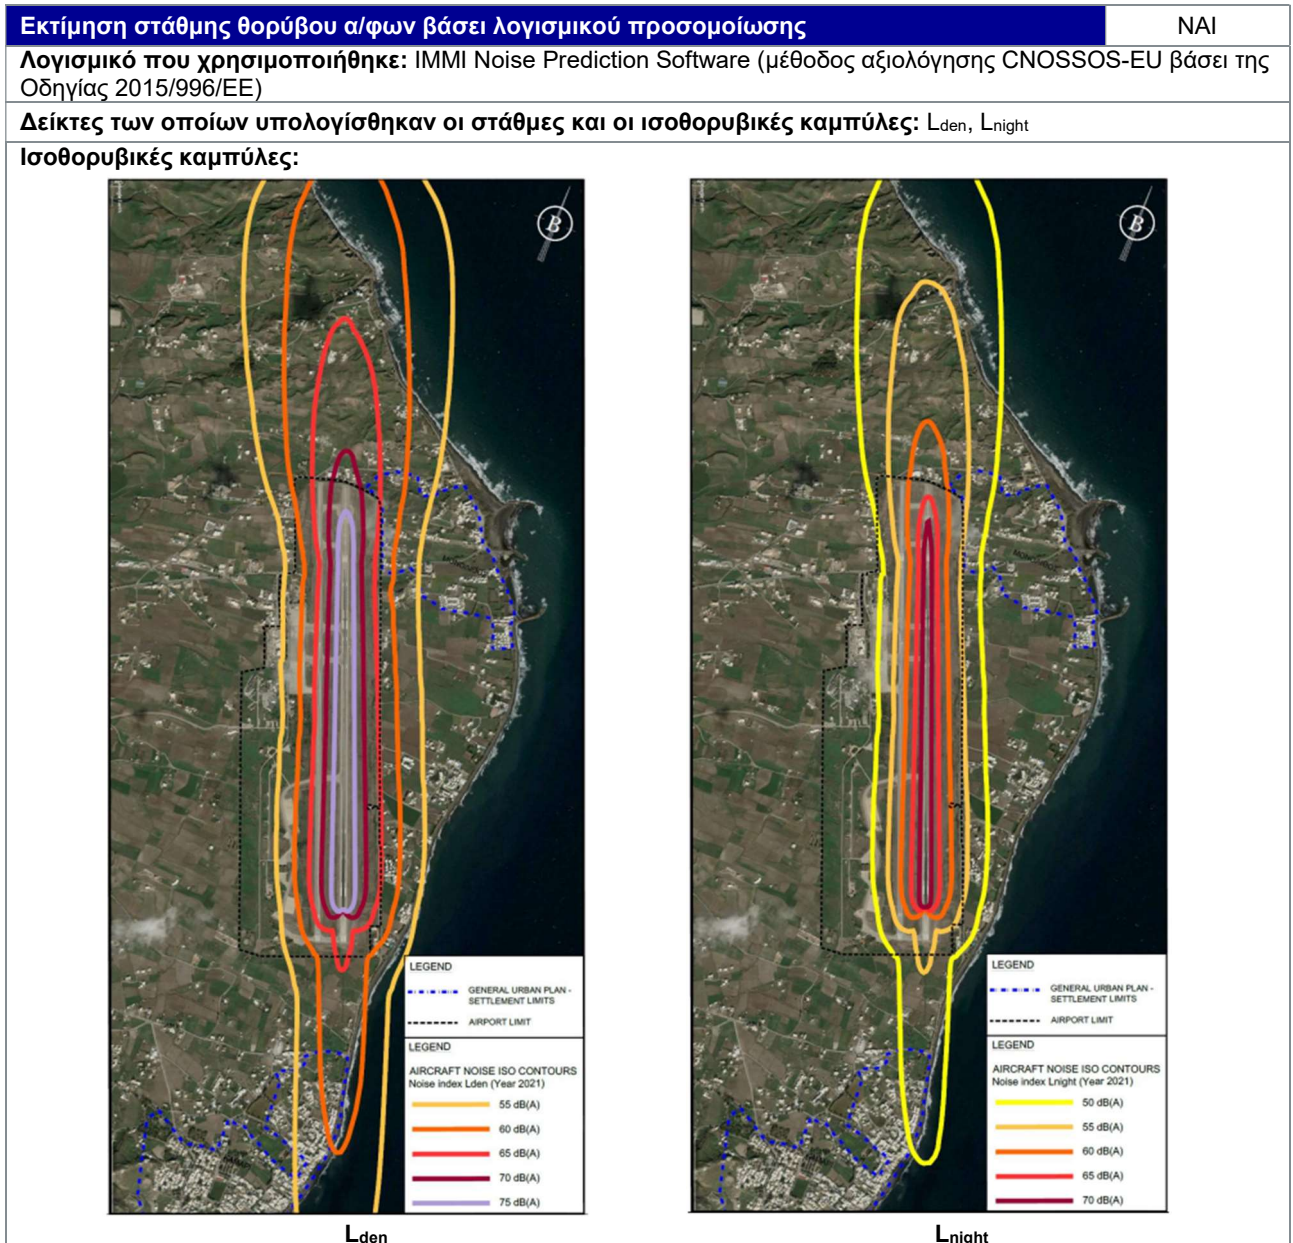 Εκτίμηση στάθμης θορύβου α/φων βάσει λογισμικού προσομοίωσης ΝΑΙ
Λογισμικό που χρησιμοποιήθηκε: IMMI Noise Prediction Software (μέθοδος αξιολόγησης CNOSSOS-EU βάσει της
Οδηγίας 2015/996/ΕΕ)
Δείκτες των οποίων υπολογίσθηκαν οι στάθμες και οι ισοθορυβικές καμπύλες: Lden, Lnight
Ισοθορυβικές καμπύλες:
Β
LEGEND
GENERAL URBAN PLAN -
SETTLEMENT LIMITS
AIRPORT LIMIT
LEGEND
AIRCRAFT NOISE ISO CONTOURS
Noise index Lden (Year 2021)
55 dB(A)
60 dB(A)
65 dB(A)
70 dB(A)
75 dB(A)
Lden
Β
LEGEND
GENERAL URBAN PLAN -
SETTLEMENT LIMITS
AIRPORT LIMIT
LEGEND
AIRCRAFT NOISE ISO CONTOURS
Noise index Lnight (Year 2021)
50 dB(A)
55 dB(A)
60 dB(A)
65 dB(A)
70 dB(A)
Lnight